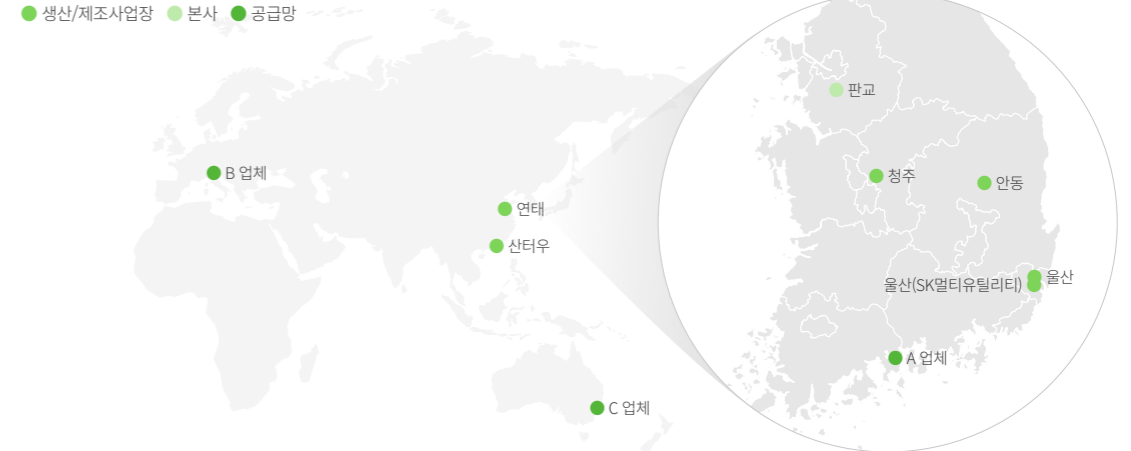 생산/제조사업장 본사 공급망
판교
B 업체
청주
안동
연태
산터우
울산
울산(SK멀티유틸리티)
A 업체
C 업체